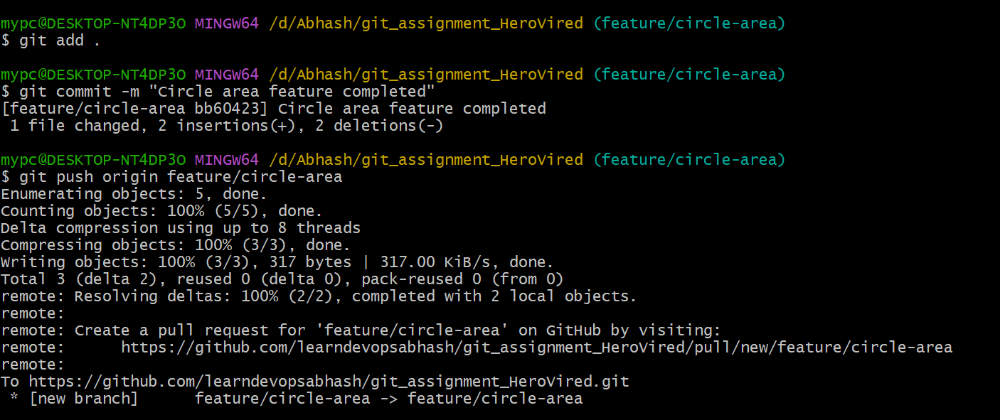 mypc@DESKTOP-NT4DP3O MINGW64 /d/Abhash/git_assignment_HeroVired (feature/circle-area)
$ git add .
mypc@DESKTOP-NT4DP3O MINGW64 /d/Abhash/git_assignment_HeroVired (feature/circle-area)
$ git commit -m "Circle area feature completed"
[feature/circle-area bb60423] Circle area feature completed
 1 file changed, 2 insertions(+), 2 deletions(-)
mypc@DESKTOP-NT4DP3O MINGW64 /d/Abhash/git_assignment_HeroVired (feature/circle-area)
$ git push origin feature/circle-area
Enumerating objects: 5, done.
Counting objects: 100% (5/5), done.
Delta compression using up to 8 threads
Compressing objects: 100% (3/3), done.
Writing objects: 100% (3/3), 317 bytes | 317.00 KiB/s, done.
Total 3 (delta 2), reused 0 (delta 0), pack-reused 0 (from 0)
remote: Resolving deltas: 100% (2/2), completed with 2 local objects.
remote:
remote: Create a pull request for 'feature/circle-area' on GitHub by visiting:
remote:      https://github.com/learndevopsabhash/git_assignment_HeroVired/pull/new/feature/circle-area
remote:
To https://github.com/learndevopsabhash/git_assignment_HeroVired.git
 * [new branch]      feature/circle-area -> feature/circle-area